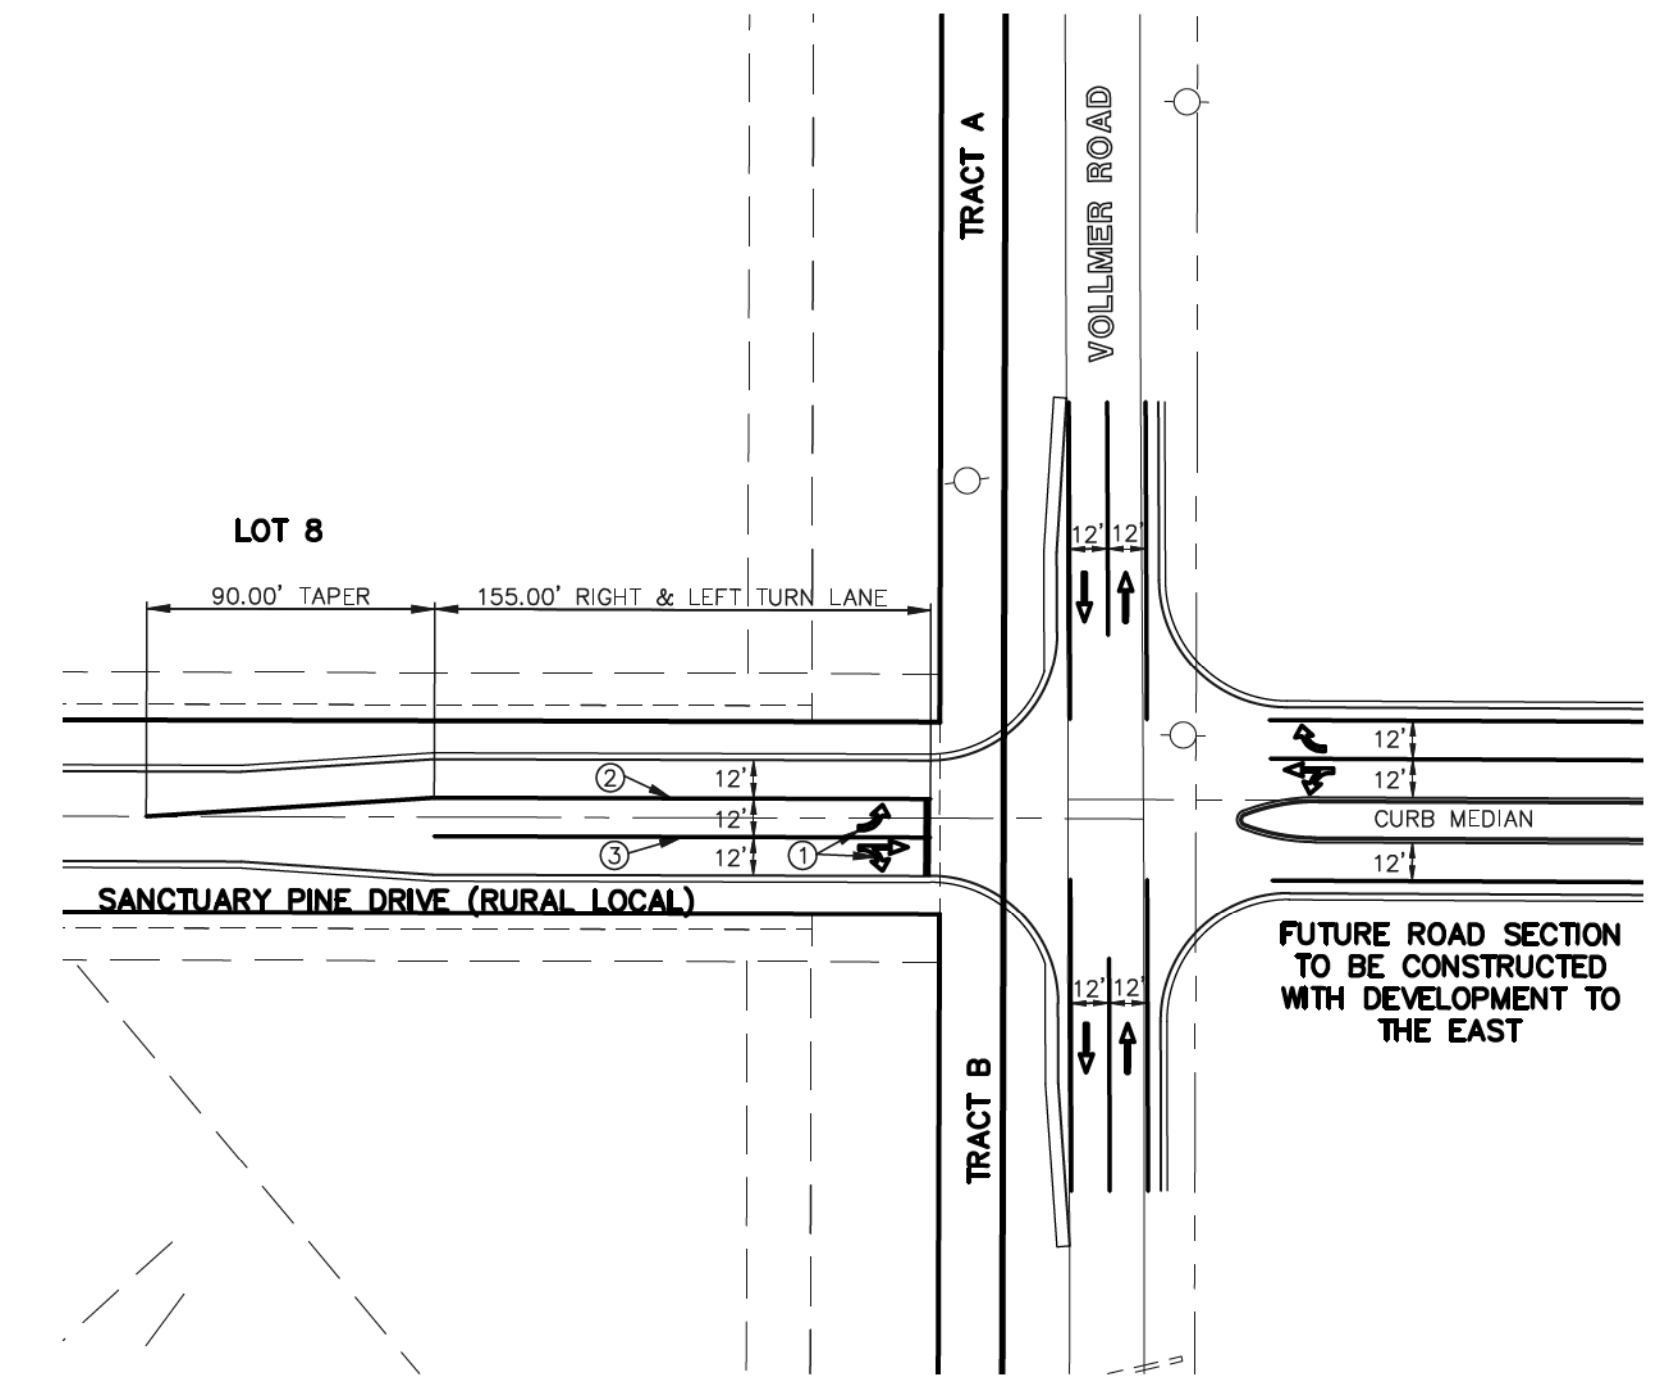 TRACT A
VOLLMER ROAD
LOT 8
12' 12'
90.00' TAPER
155.00' RIGHT & LEFT TURN LANE
12'
12'
2
12'
12'
12'
CURB MEDIAN
3
1
12'
12'
SANCTUARY PINE DRIVE (RURAL LOCAL)
FUTURE ROAD SECTION
TO BE CONSTRUCTED
WITH DEVELOPMENT TO
THE EAST
12' 12'
TRACT B